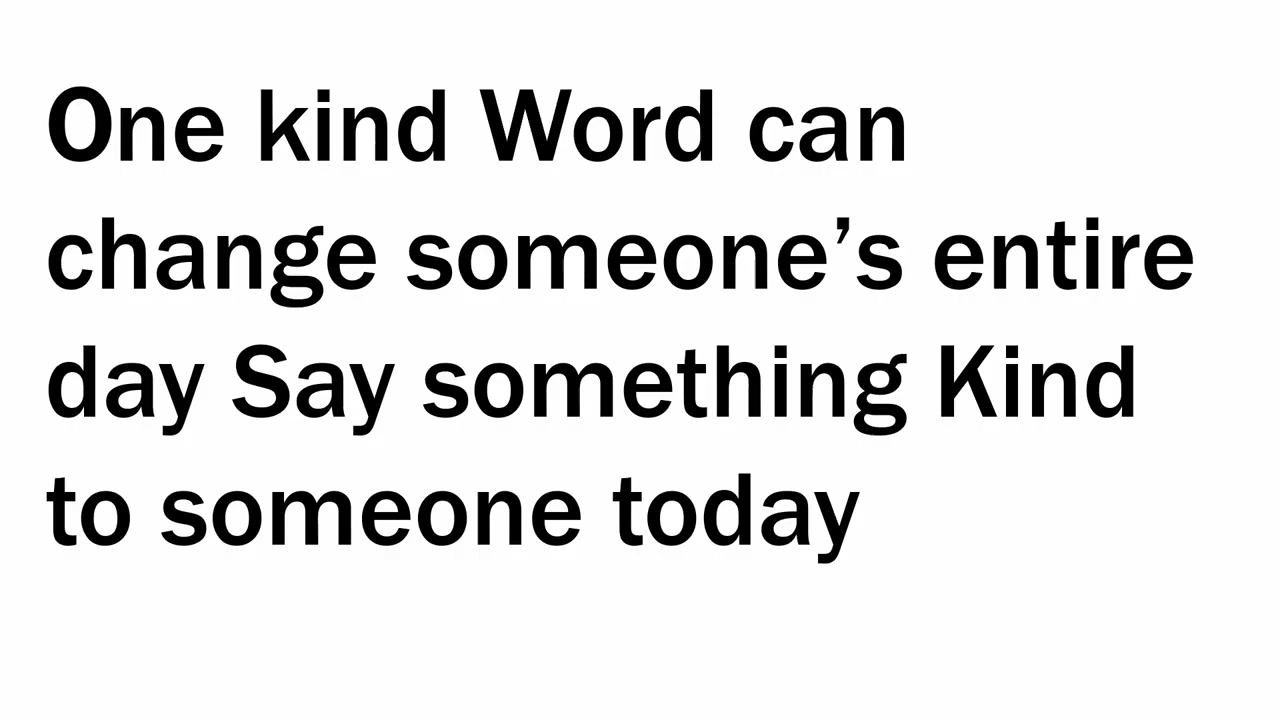 One kind Word can
change someone’s entire
day Say something Kind
to someone today